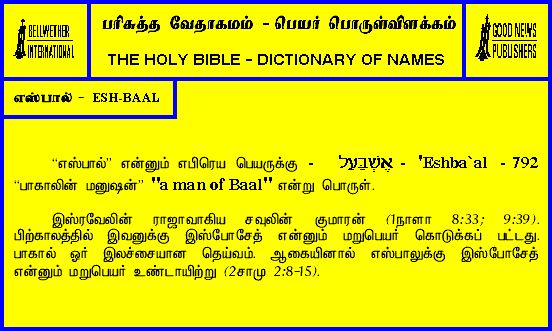 BELLWETHER
INTERNATIONAL
பரிசுத்த வேதாகமம் - பெயர் பொருள்விளக்கம்
THE HOLY BIBLE - DICTIONARY OF NAMES
GOOD NEWS
PUBLISHERS
எஸ்பால் - ESH-BAAL
“எஸ்பால்” என்னும் எபிரெய பெயருக்கு - אֶשְׁבַּעַל - 'Eshba`al - 792
“பாகாலின் மனுஷன்” "a man of Baal" என்று பொருள்.
இஸ்ரவேலின் ராஜாவாகிய சவுலின் குமாரன் (1நாளா 8:33; 9:39).
பிற்காலத்தில் இவனுக்கு இஸ்போசேத் என்னும் மறுபெயர் கொடுக்கப் பட்டது.
பாகால் ஓர் இலச்சையான தெய்வம். ஆகையினால் எஸ்பாலுக்கு இஸ்போசேத்
என்னும் மறுபெயர் உண்டாயிற்று (2சாமு 2:8-15).